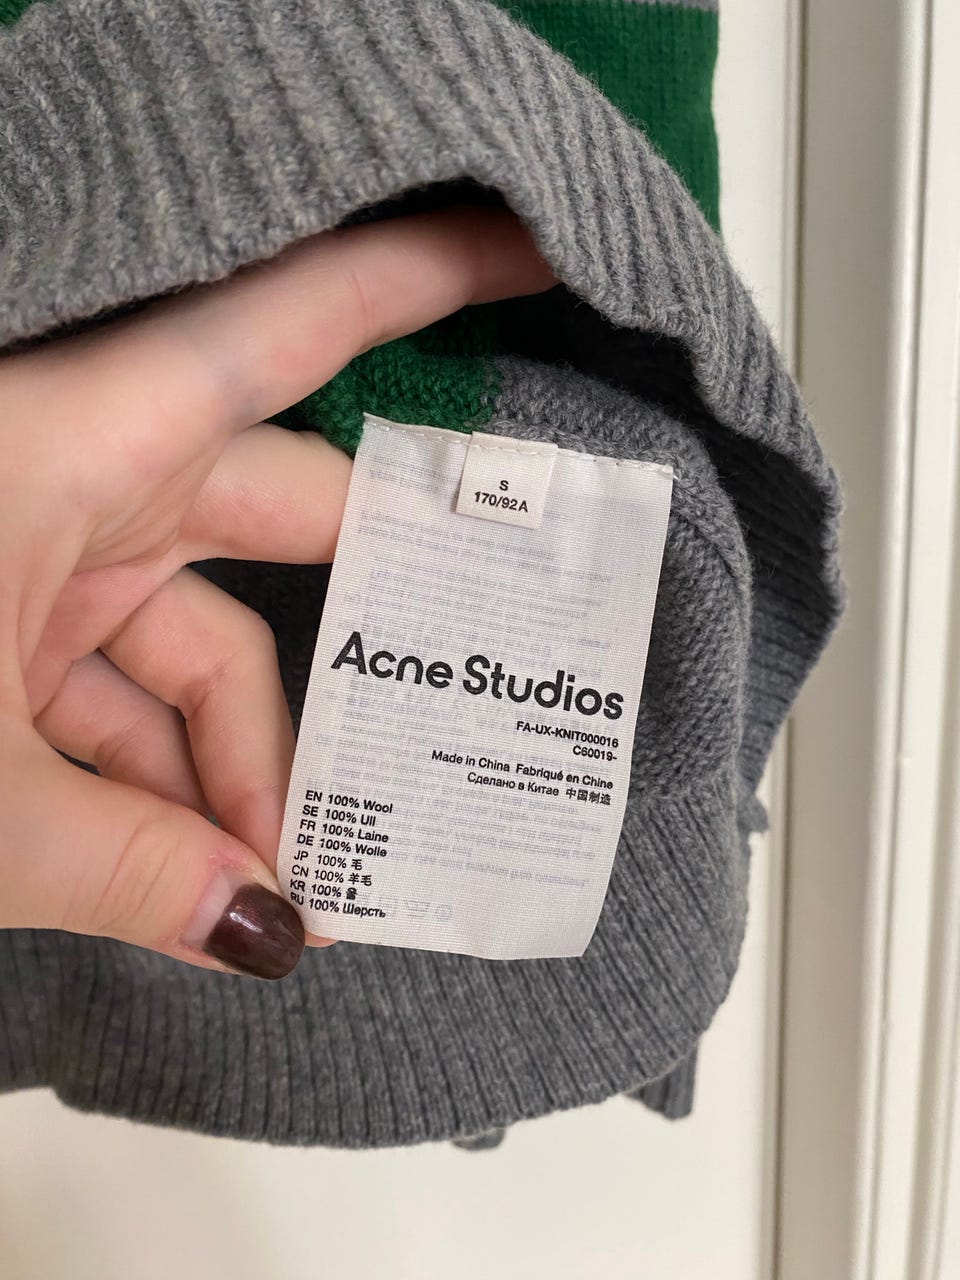 S
170/92A
Acne Studios
FA-UX-KNIT000016
C60019-
Made in China Fabriqué en Chine
Сделано в Китае 中国制造
EN 100% Wool
SE 100% Ull
FR 100% Laine
DE 100% Wolle
JP 100% 毛
CN 100% 羊毛
KR 100% 울
RU 100% Шерсть